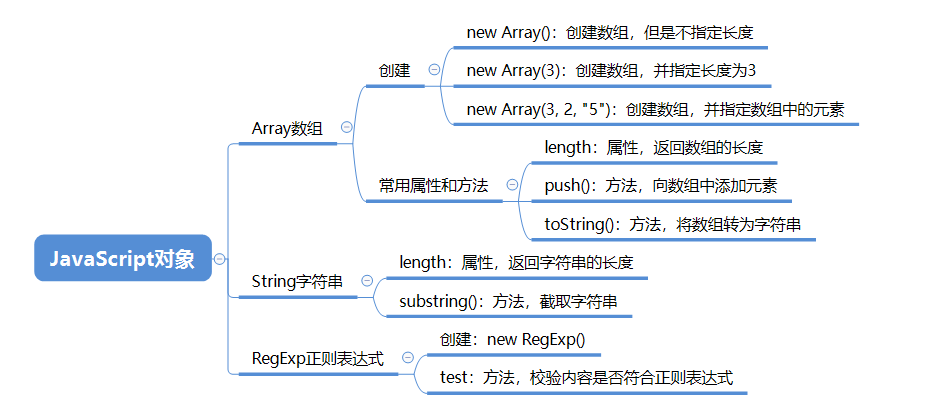 JavaScript对象
Array数组
创建
new Array()：创建数组，但是不指定长度
new Array(3)：创建数组，并指定长度为3
new Array(3, 2, "5")：创建数组，并指定数组中的元素
常用属性和方法
length：属性，返回数组的长度
push()：方法，向数组中添加元素
toString()：方法，将数组转为字符串
String字符串
length：属性，返回字符串的长度
substring()：方法，截取字符串
RegExp正则表达式
创建：new RegExp()
test：方法，校验内容是否符合正则表达式